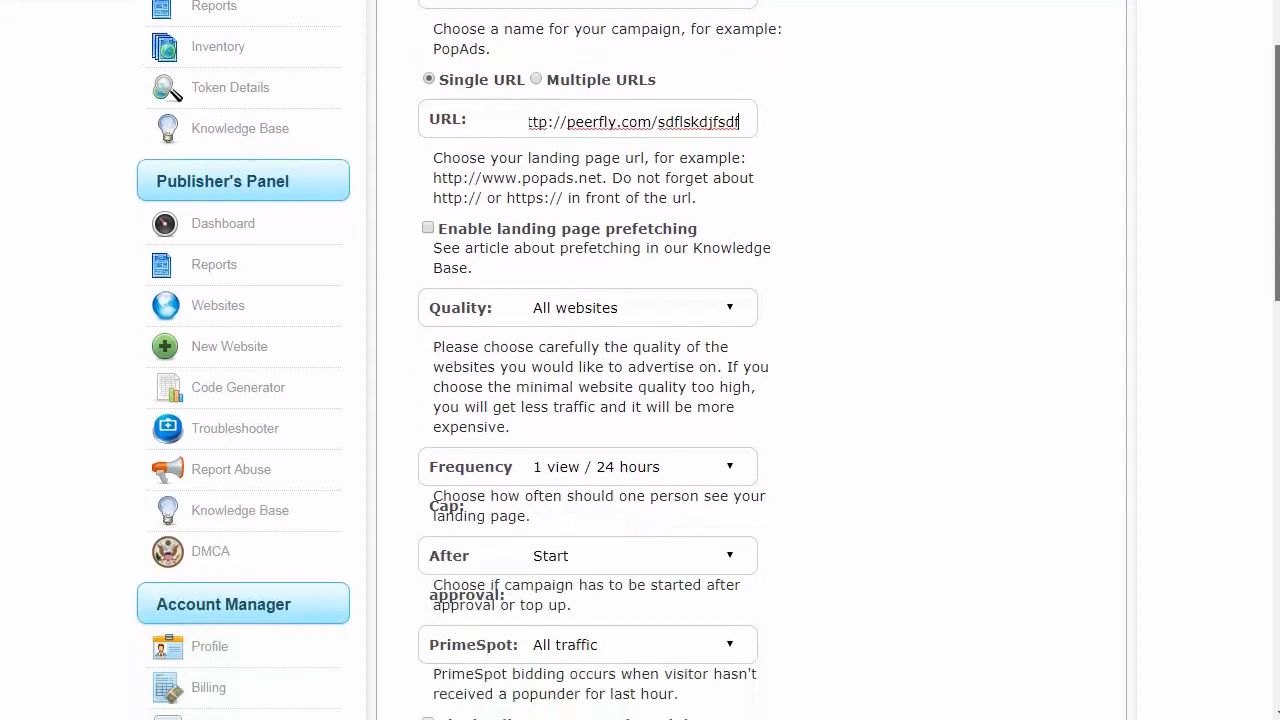 Reports
Inventory
Token Details
Knowledge Base
Publisher's Panel
Dashboard
Reports
Websites
New Website
Code Generator
Troubleshooter
Report Abuse
Knowledge Base
DMCA
Account Manager
Profile
Billing
Choose a name for your campaign, for example:
PopAds.
Single URL Multiple URLs
URL: ttp://peerfly.com/sdflskdjfsdf
Choose your landing page url, for example:
http://www.popads.net. Do not forget about
http:// or https:// in front of the url.
Enable landing page prefetching
See article about prefetching in our Knowledge
Base.
Quality: All websites
Please choose carefully the quality of the
websites you would like to advertise on. If you
choose the minimal website quality too high,
you will get less traffic and it will be more
expensive.
Frequency Cap: 1 view / 24 hours
Choose how often should one person see your
landing page.
After approval: Start
Choose if campaign has to be started after
approval or top up.
PrimeSpot: All traffic
PrimeSpot bidding occurs when visitor hasn't
received a popunder for last hour.